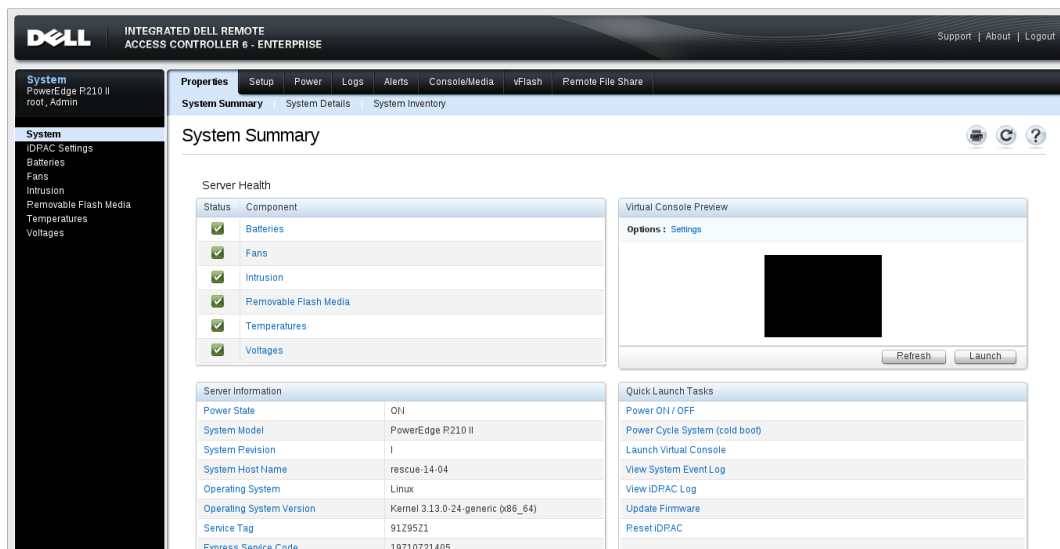 DELL
INTEGRATED DELL REMOTE
ACCESS CONTROLLER 6 - ENTERPRISE
Support | About | Logout
System
PowerEdge R210 II
root , Admin
System
iDRAC Settings
Batteries
Fans
Intrusion
Removable Flash Media
Temperatures
Voltages
Properties Setup Power Logs Alerts Console/Media vFlash Remote File Share
System Summary System Details System Inventory
System Summary
?
Server Health
Status Component
Batteries
Fans
Intrusion
Removable Flash Media
Temperatures
Voltages
Virtual Console Preview
Options : Settings
Refresh Launch
Server Information
Power State ON
System Model PowerEdge R210 II
System Revision I
System Host Name rescue-14-04
Operating System Linux
Operating System Version Kernel 3.13.0-24-generic (x86_64)
Service Tag 91Z95Z1
Express Service Code 19710721405
Quick Launch Tasks
Power ON / OFF
Power Cycle System (cold boot)
Launch Virtual Console
View System Event Log
View iDRAC Log
Update Firmware
Reset iDRAC